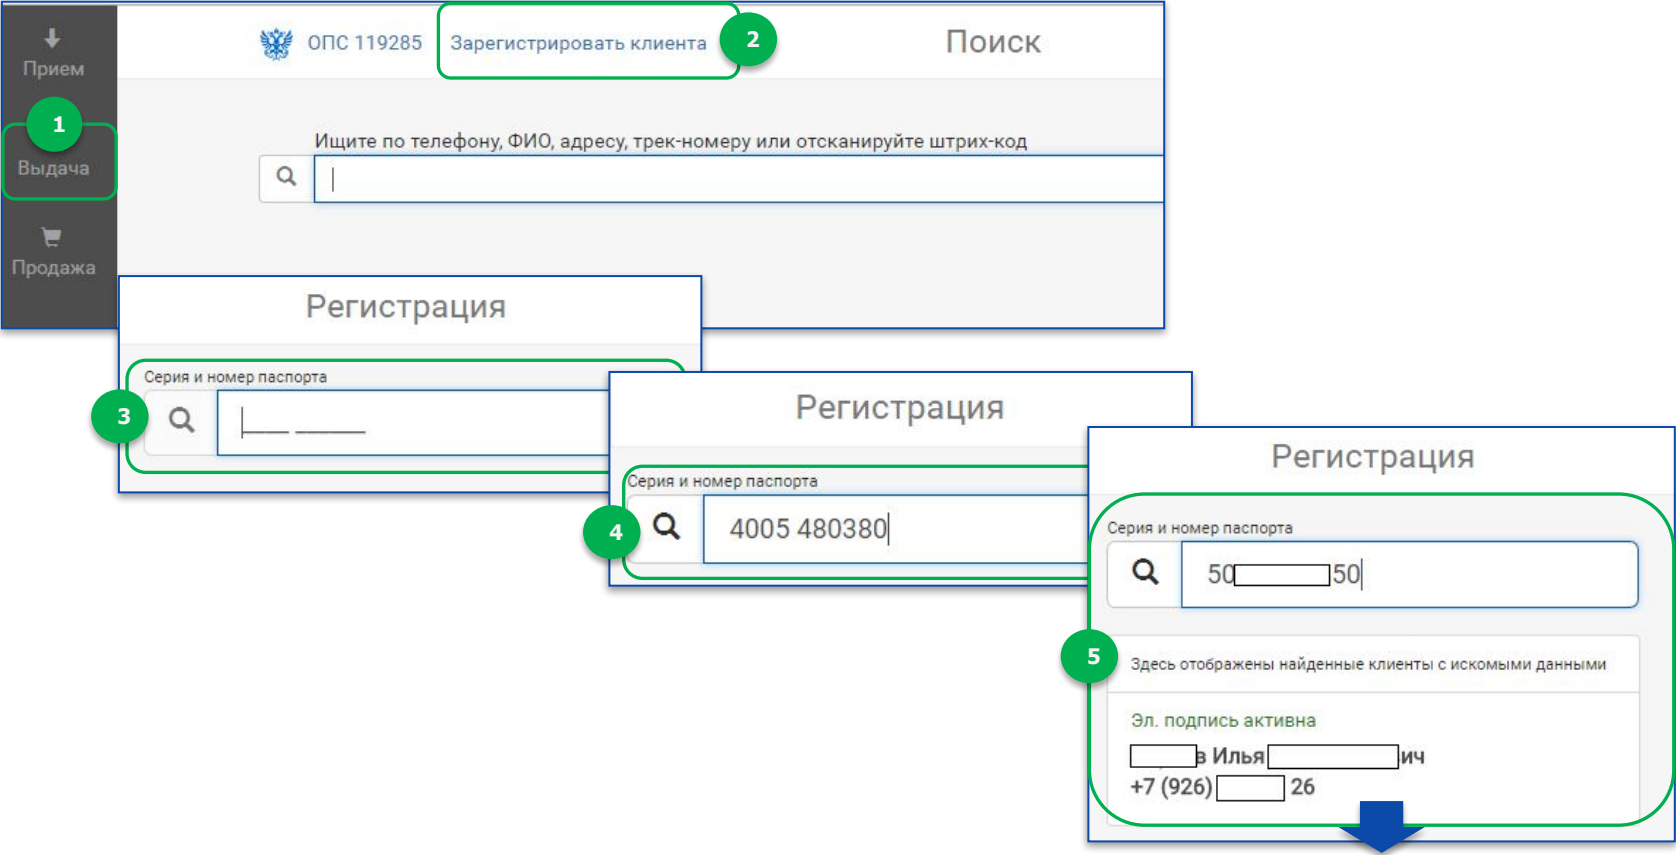 Прием
1
Выдача
Продажа
ОПС 119285
Зарегистрировать клиента
2
Поиск
Ищите по телефону, ФИО, адресу, трек-номеру или отсканируйте штрих-код
Регистрация
Серия и номер паспорта
3
____ ______
Регистрация
Серия и номер паспорта
4
4005 480380
Регистрация
Серия и номер паспорта
50 50
5
Здесь отображены найденные клиенты с искомыми данными
Эл. подпись активна
в Илья ич
+7 (926) 26